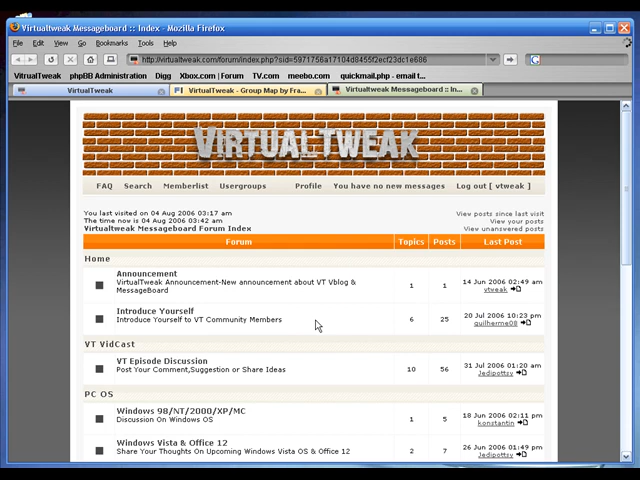 Virtualtweak Messageboard :: Index - Mozilla Firefox
File Edit View Go Bookmarks Tools Help
http://virtualtweak.com/forum/index.php?sid=5971756a17104d8455f2ecf23dc1e686
VirtualTweak phpBB Administration Digg Xbox.com | Forum TV.com meebo.com quickmail.php - email t...
VirtualTweak VirtualTweak - Group Map by Fra... Virtualtweak Messageboard :: In...
VIRTUALTWEAK
FAQ Search Memberlist Usergroups Profile You have no new messages Log out [ vtweak ]
You last visited on 04 Aug 2006 03:17 am
The time now is 04 Aug 2006 03:42 am
Virtualtweak Messageboard Forum Index
View posts since last visit
View your posts
View unanswered posts
Forum Topics Posts Last Post
Home
Announcement
VirtualTweak Announcement-New announcement about VT Vblog &
MessageBoard
1 1 14 Jun 2006 02:49 am
vtweak
Introduce Yourself
Introduce Yourself to VT Community Members
6 25 20 Jul 2006 10:23 pm
guilherme08
VT VidCast
VT Episode Discussion
Post Your Comment,Suggestion or Share Ideas
10 56 31 Jul 2006 01:20 am
Jedipottsy
PC OS
Windows 98/NT/2000/XP/MC
Discussion On Windows OS
1 5 18 Jun 2006 02:11 pm
konstantin
Windows Vista & Office 12
Share Your Thoughts On Upcoming Windows Vista OS & Office 12
2 7 26 Jun 2006 01:49 pm
Jedipottsy